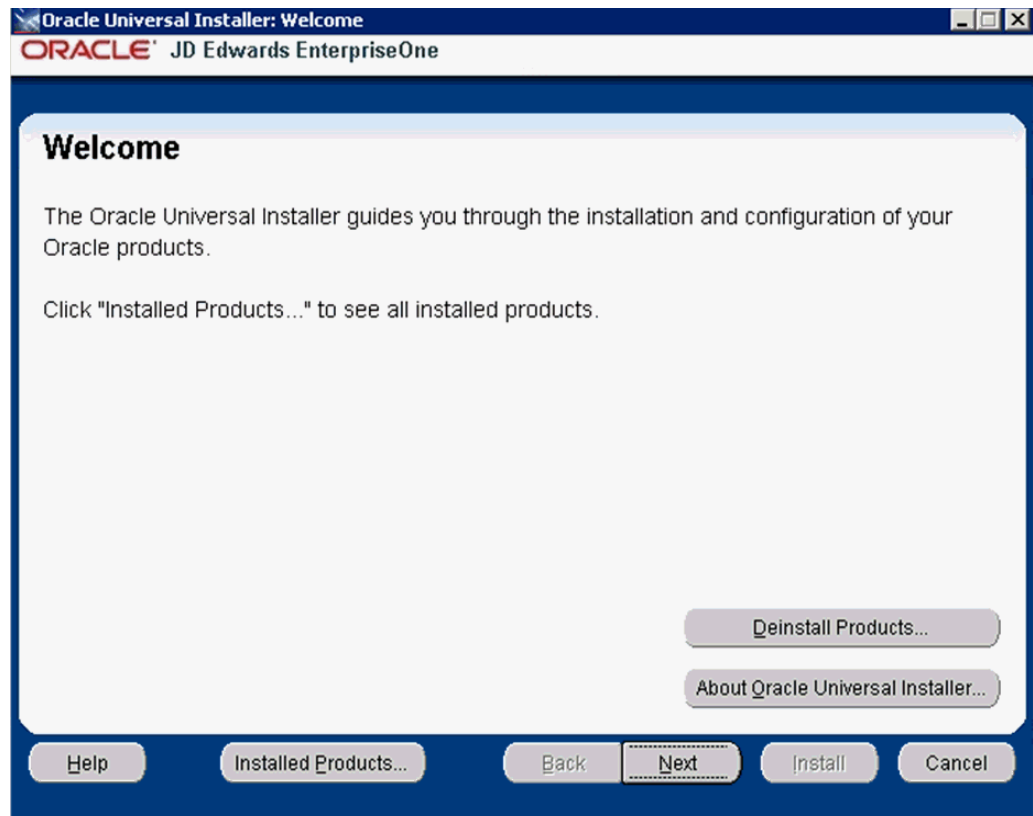 Oracle Universal Installer: Welcome
ORACLE' JD Edwards EnterpriseOne
Welcome
The Oracle Universal Installer guides you through the installation and configuration of your
Oracle products.
Click "Installed Products..." to see all installed products.
Deinstall Products...
About Oracle Universal Installer...
Help Installed Products... Back Next Install Cancel